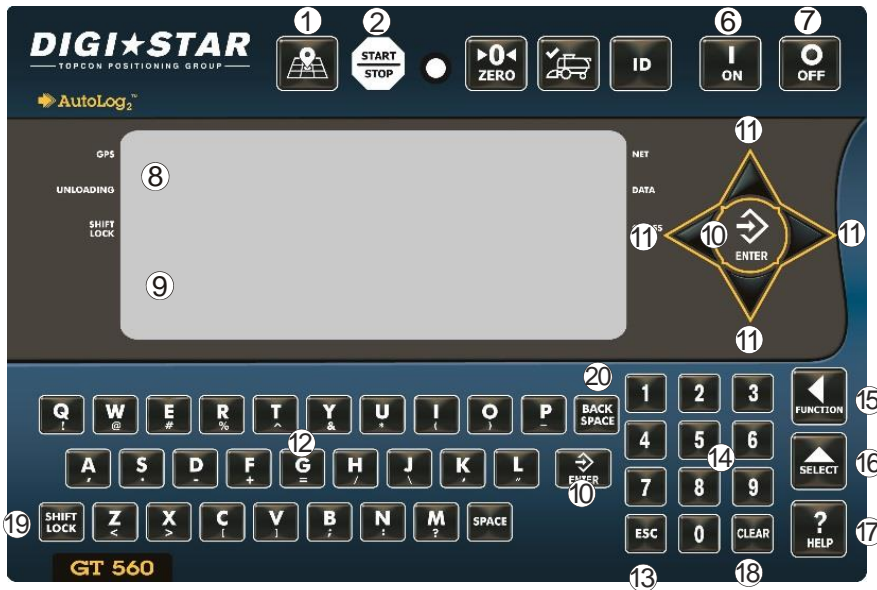 ① ② ⑥ ⑦
DIGI★STAR
TOPCON POSITIONING GROUP
AutoLog2™
START
STOP
▶0◀
ZERO
ID
I
ON
O
OFF
GPS
UNLOADING
SHIFT
LOCK
⑧
⑨
NET
DATA
⑪
⑪ ⑩ ⑪
ENTER
⑪
⑳
Q W E R T Y U I O P BACK
! @ # % ^ & * ( ) _ SPACE
⑫
A S D F G H J K L
, . - + = / \ , "
ENTER
⑩
⑲
SHIFT
LOCK
Z X C V B N M SPACE
< > [ ] ; : ?
GT 560
1 2 3
4 5 6
⑭
7 8 9
ESC 0 CLEAR
⑬ ⑱
FUNCTION ⑮
SELECT ⑯
?
HELP ⑰